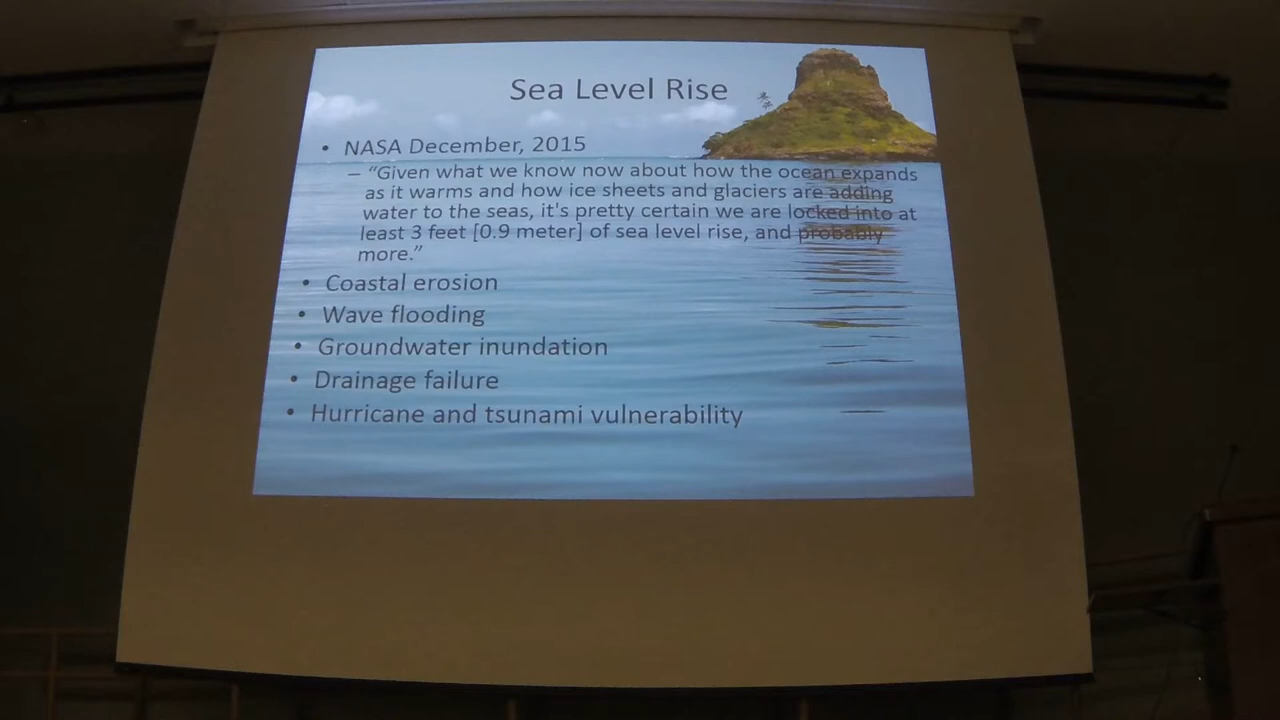 Sea Level Rise
• NASA December, 2015
– “Given what we know now about how the ocean expands
as it warms and how ice sheets and glaciers are adding
water to the seas, it's pretty certain we are locked into at
least 3 feet [0.9 meter] of sea level rise, and probably
more.”
• Coastal erosion
• Wave flooding
• Groundwater inundation
• Drainage failure
• Hurricane and tsunami vulnerability